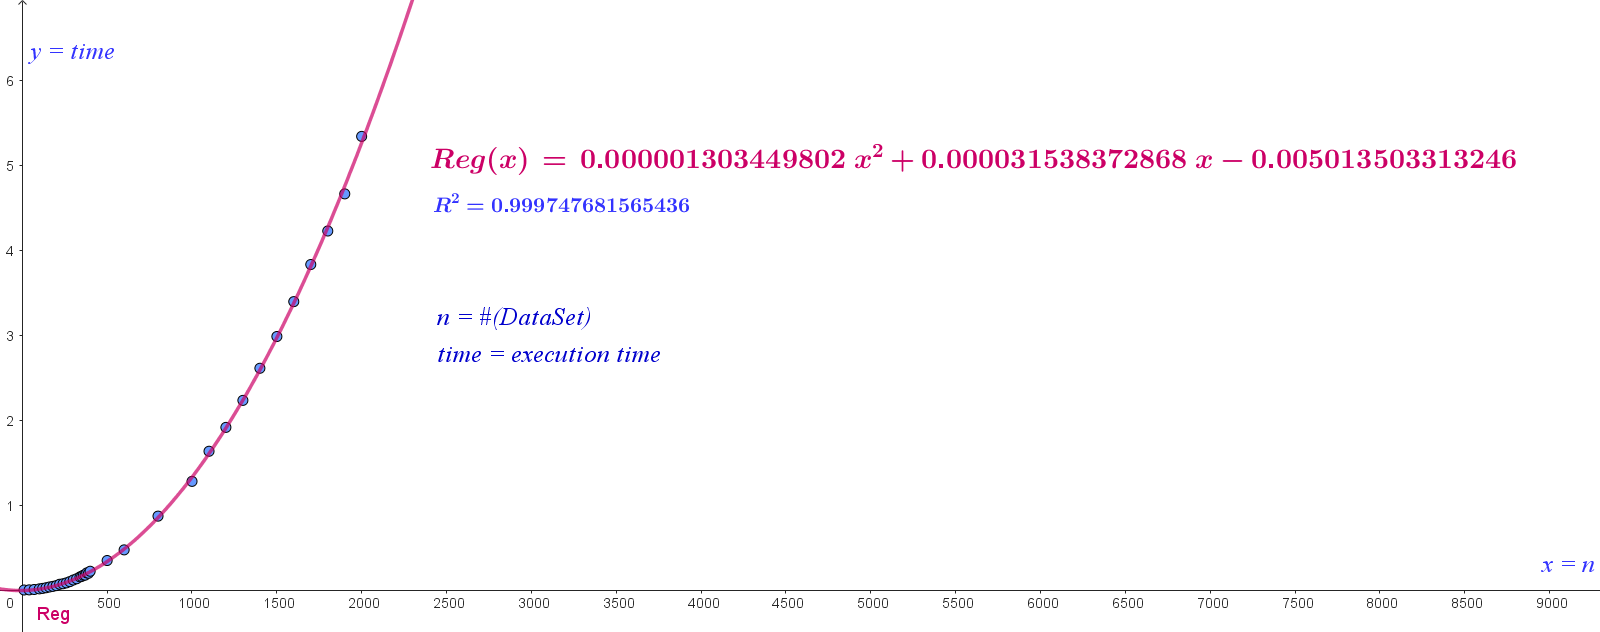 y = time
6
Reg(x) = 0.000001303449802 x² + 0.000031538372868 x − 0.005013503313246
5
R² = 0.999747681565436
4
n = #(DataSet)
3
time = execution time
2
1
x = n
0 500 1000 1500 2000 2500 3000 3500 4000 4500 5000 5500 6000 6500 7000 7500 8000 8500 9000
Reg